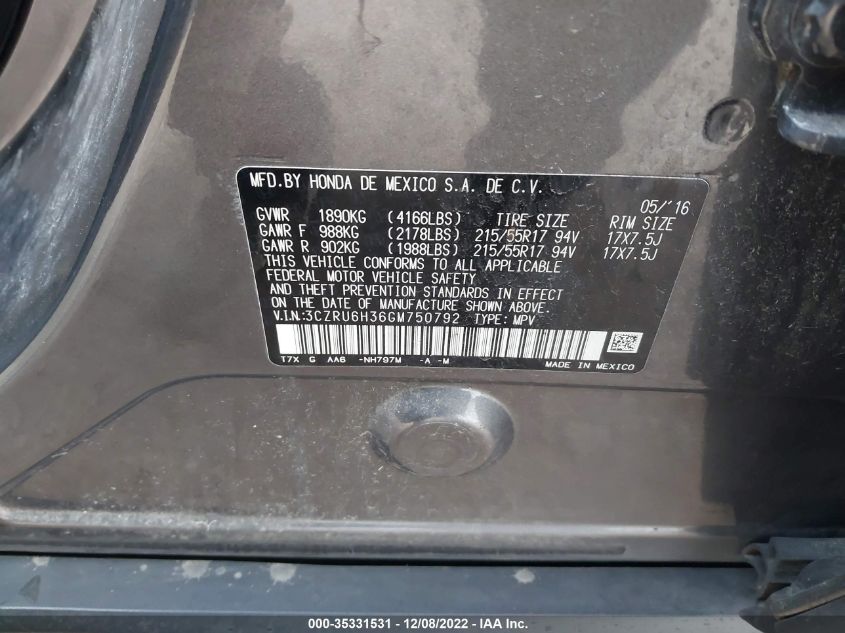 MFD.BY HONDA DE MEXICO S.A. DE C.V.
05/'16
GVWR 1890KG (4166LBS) TIRE SIZE RIM SIZE
GAWR F 988KG (2178LBS) 215/55R17 94V 17X7.5J
GAWR R 902KG (1988LBS) 215/55R17 94V 17X7.5J
THIS VEHICLE CONFORMS TO ALL APPLICABLE
FEDERAL MOTOR VEHICLE SAFETY
AND THEFT PREVENTION STANDARDS IN EFFECT
ON THE DATE OF MANUFACTURE SHOWN ABOVE.
V.I.N.:3CZRU6H36GM750792 TYPE: MPV
T7X G AA6 -NH797M -A -M
MADE IN MEXICO
000-35331531 - 12/08/2022 - IAA Inc.